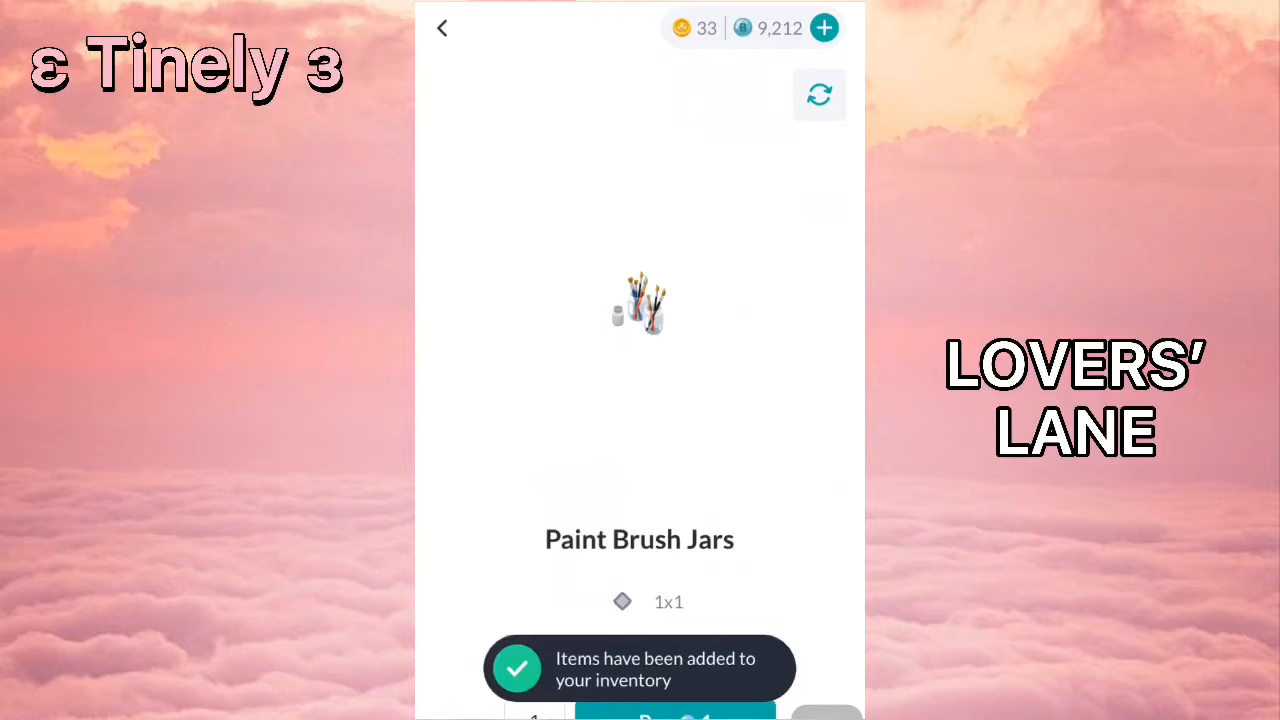 ε Tinely з
33
9,212
Paint Brush Jars
1x1
Items have been added to
your inventory
LOVERS’
LANE